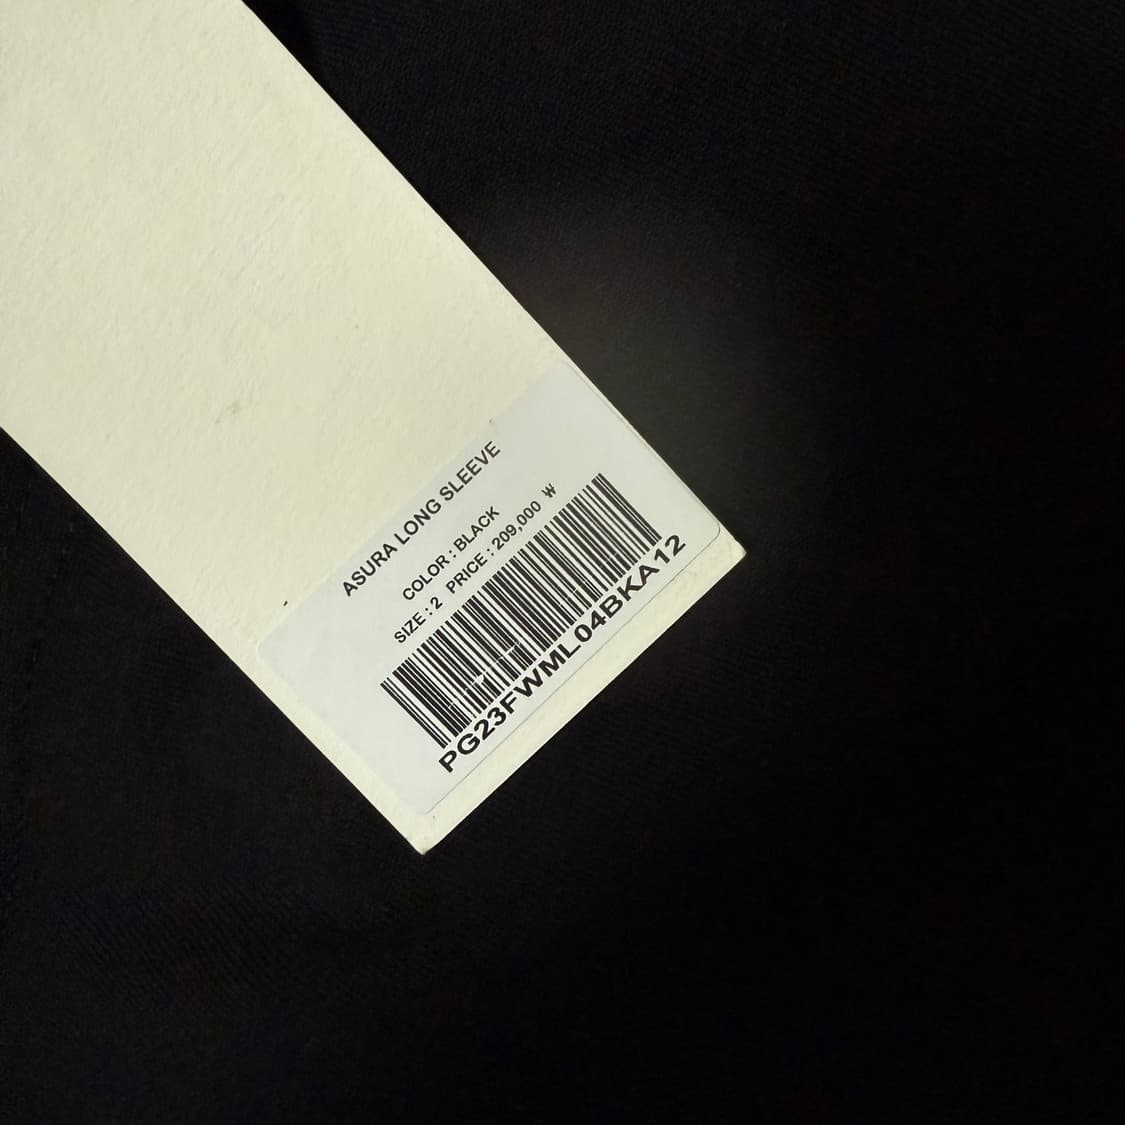 ASURA LONG SLEEVE
COLOR : BLACK
SIZE : 2 PRICE : 209,000 ₩
PG23FWML04BKA12